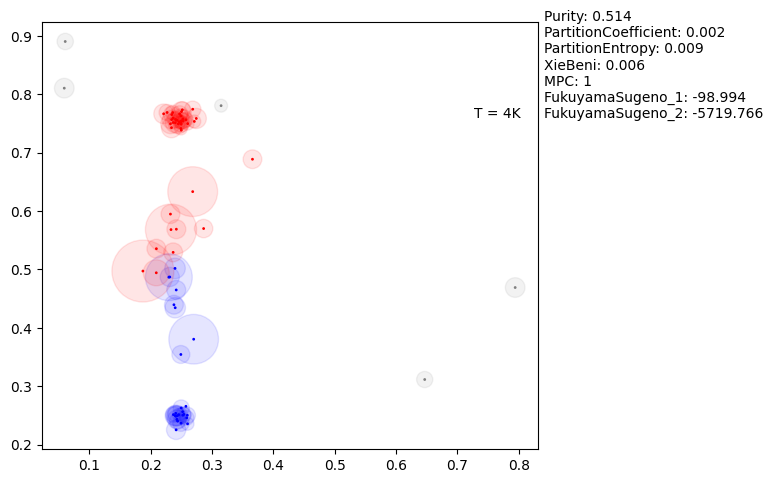 Purity: 0.514
PartitionCoefficient: 0.002
PartitionEntropy: 0.009
XieBeni: 0.006
MPC: 1
FukuyamaSugeno_1: -98.994
FukuyamaSugeno_2: -5719.766
T = 4K
0.9
0.8
0.7
0.6
0.5
0.4
0.3
0.2
0.1
0.2
0.3
0.4
0.5
0.6
0.7
0.8